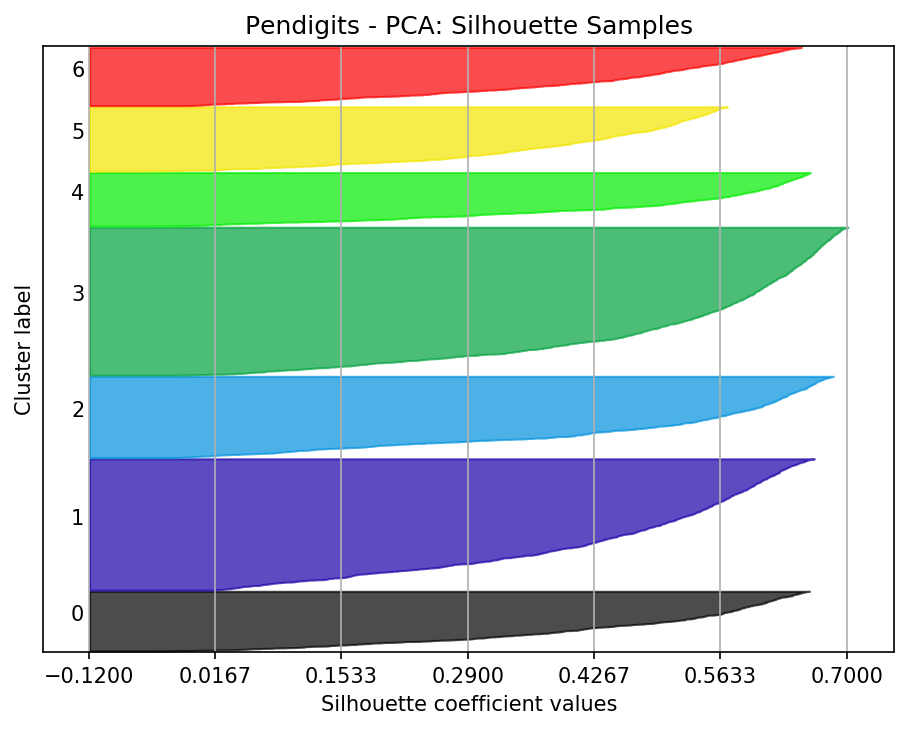 Pendigits - PCA: Silhouette Samples
6
5
4
3
2
1
0
Cluster label
−0.1200 0.0167 0.1533 0.2900 0.4267 0.5633 0.7000
Silhouette coefficient values